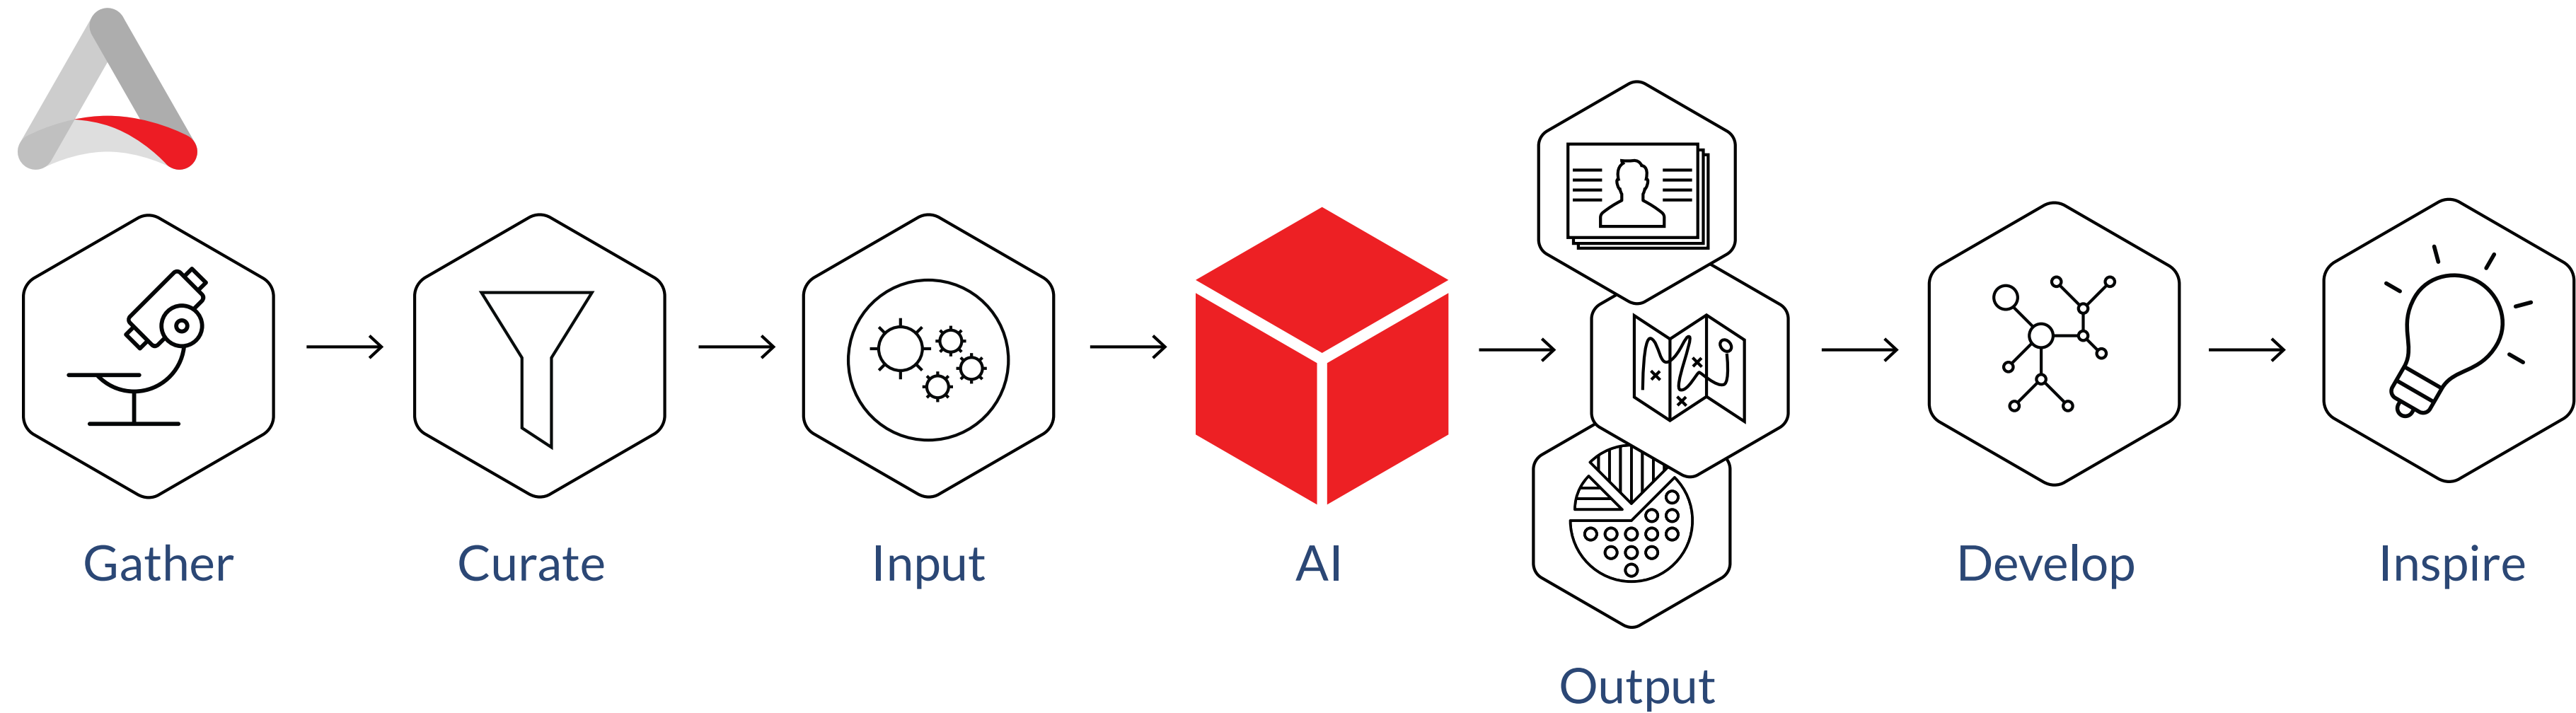 Gather
Curate
Input
AI
Output
Develop
Inspire